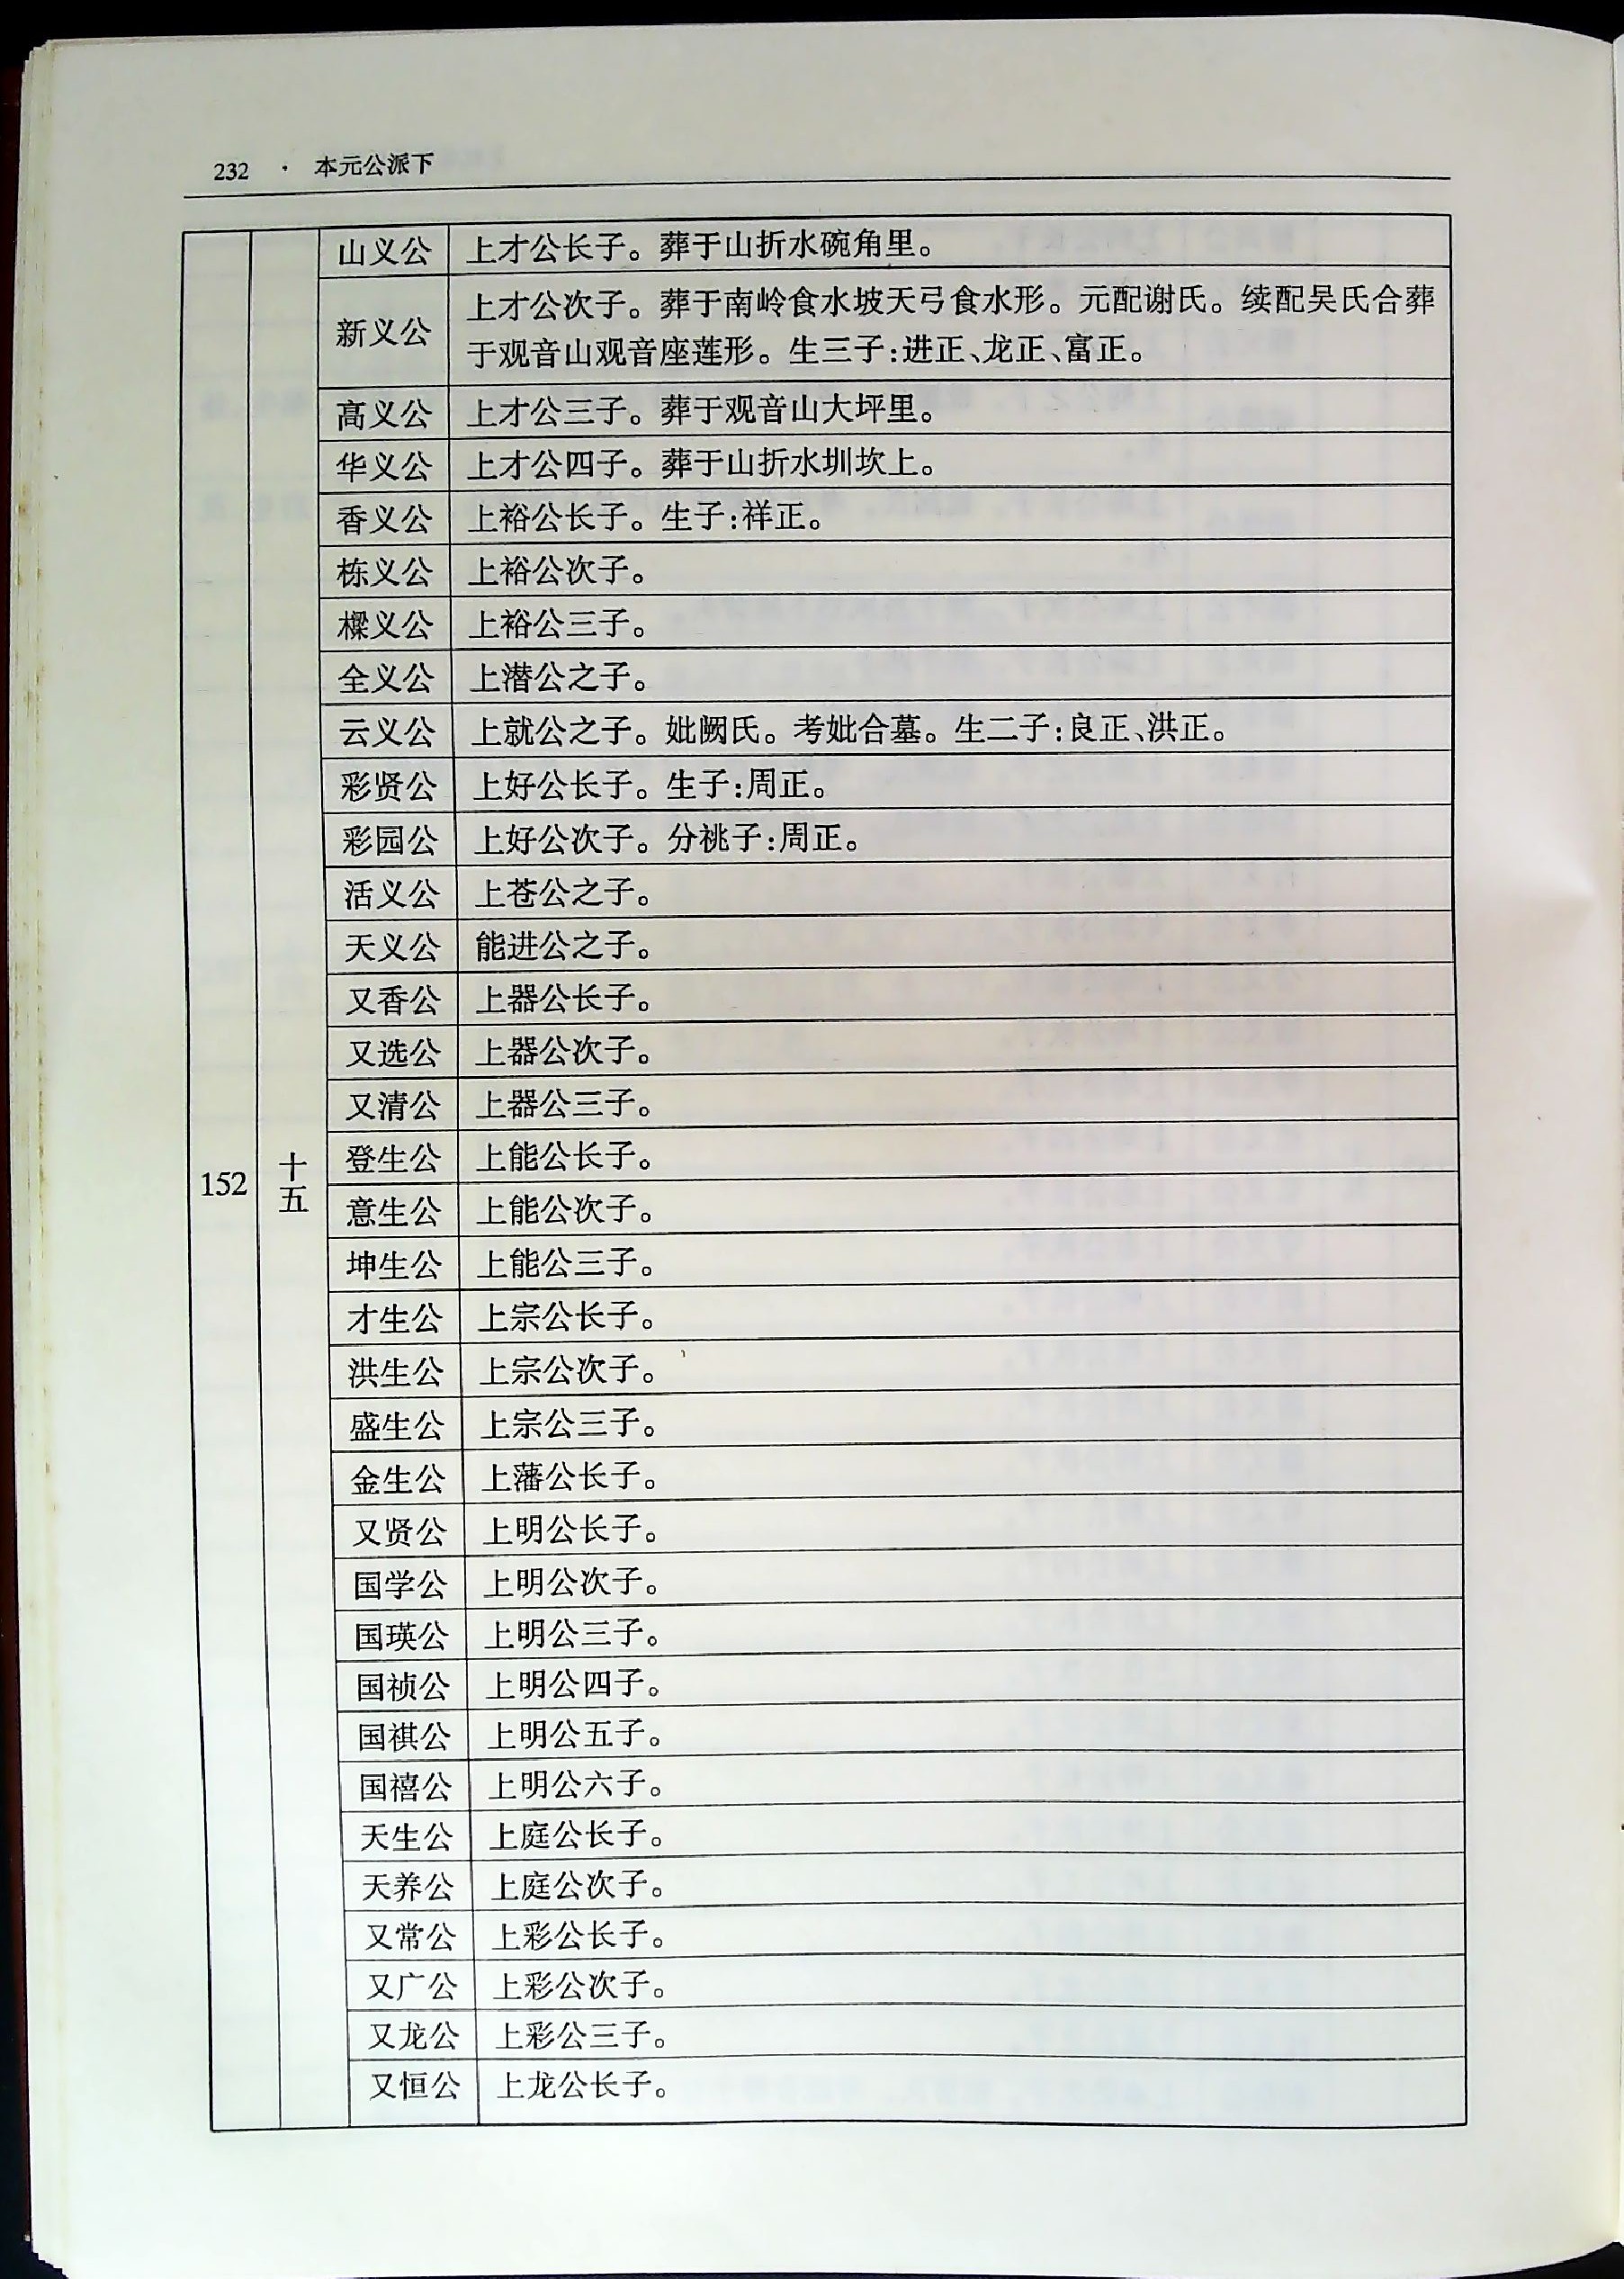 232 · 本元公派下
山义公 上才公长子。葬于山折水碗角里。
新义公 上才公次子。葬于南岭食水坡天弓食水形。元配谢氏。续配吴氏合葬
于观音山观音座莲形。生三子:进正、龙正、富正。
高义公 上才公三子。葬于观音山大坪里。
华义公 上才公四子。葬于山折水圳坎上。
香义公 上裕公长子。生子:祥正。
栋义公 上裕公次子。
樑义公 上裕公三子。
全义公 上潜公之子。
云义公 上就公之子。妣阙氏。考妣合墓。生二子:良正、洪正。
彩贤公 上好公长子。生子:周正。
彩园公 上好公次子。分祧子:周正。
活义公 上苍公之子。
天义公 能进公之子。
又香公 上器公长子。
又选公 上器公次子。
又清公 上器公三子。
152 十五 登生公 上能公长子。
意生公 上能公次子。
坤生公 上能公三子。
才生公 上宗公长子。
洪生公 上宗公次子。
盛生公 上宗公三子。
金生公 上藩公长子。
又贤公 上明公长子。
国学公 上明公次子。
国瑛公 上明公三子。
国祯公 上明公四子。
国祺公 上明公五子。
国禧公 上明公六子。
天生公 上庭公长子。
天养公 上庭公次子。
又常公 上彩公长子。
又广公 上彩公次子。
又龙公 上彩公三子。
又恒公 上龙公长子。